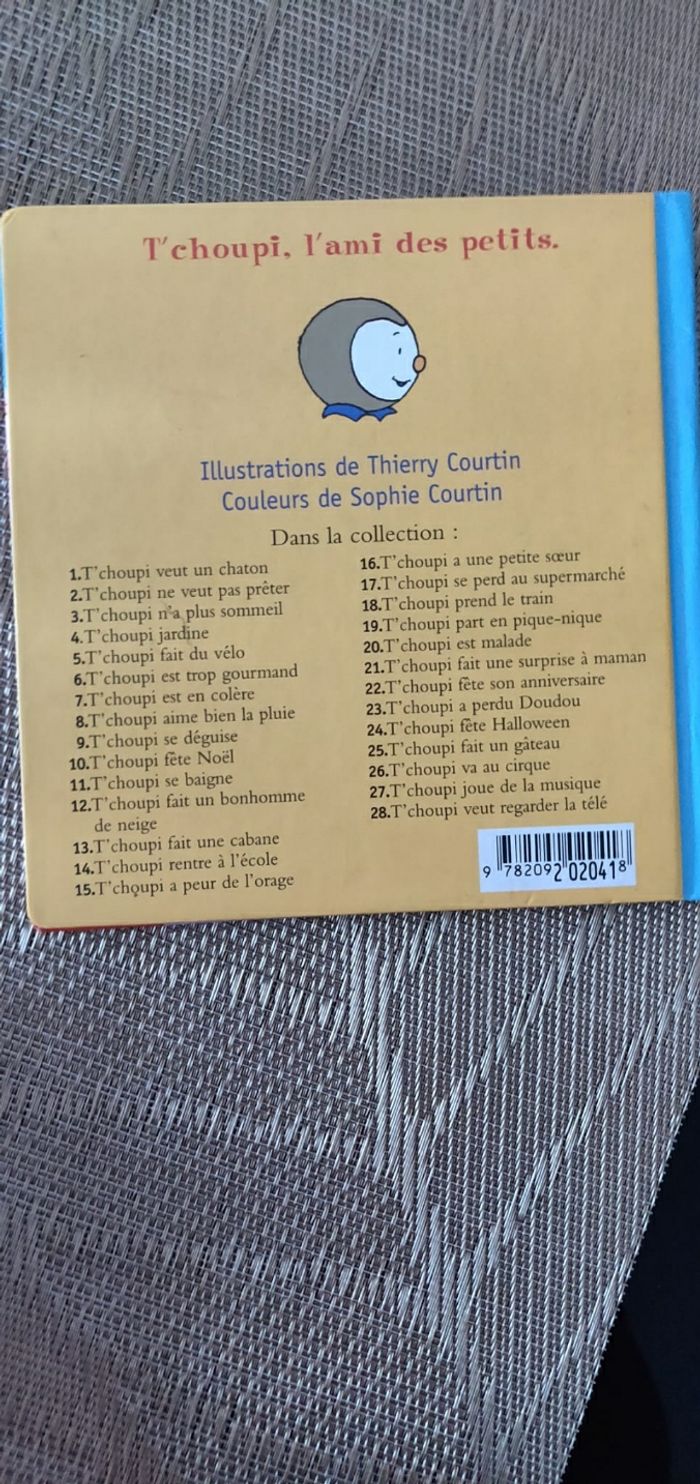 T'choupi, l'ami des petits.
Illustrations de Thierry Courtin
Couleurs de Sophie Courtin
Dans la collection :
1.T'choupi veut un chaton
2.T'choupi ne veut pas prêter
3.T'choupi n'a plus sommeil
4.T'choupi jardine
5.T'choupi fait du vélo
6.T'choupi est trop gourmand
7.T'choupi est en colère
8.T'choupi aime bien la pluie
9.T'choupi se déguise
10.T'choupi fête Noël
11.T'choupi se baigne
12.T'choupi fait un bonhomme
de neige
13.T'choupi fait une cabane
14.T'choupi rentre à l'école
15.T'choupi a peur de l'orage
16.T'choupi a une petite sœur
17.T'choupi se perd au supermarché
18.T'choupi prend le train
19.T'choupi part en pique-nique
20.T'choupi est malade
21.T'choupi fait une surprise à maman
22.T'choupi fête son anniversaire
23.T'choupi a perdu Doudou
24.T'choupi fête Halloween
25.T'choupi fait un gâteau
26.T'choupi va au cirque
27.T'choupi joue de la musique
28.T'choupi veut regarder la télé
9 782092 020418